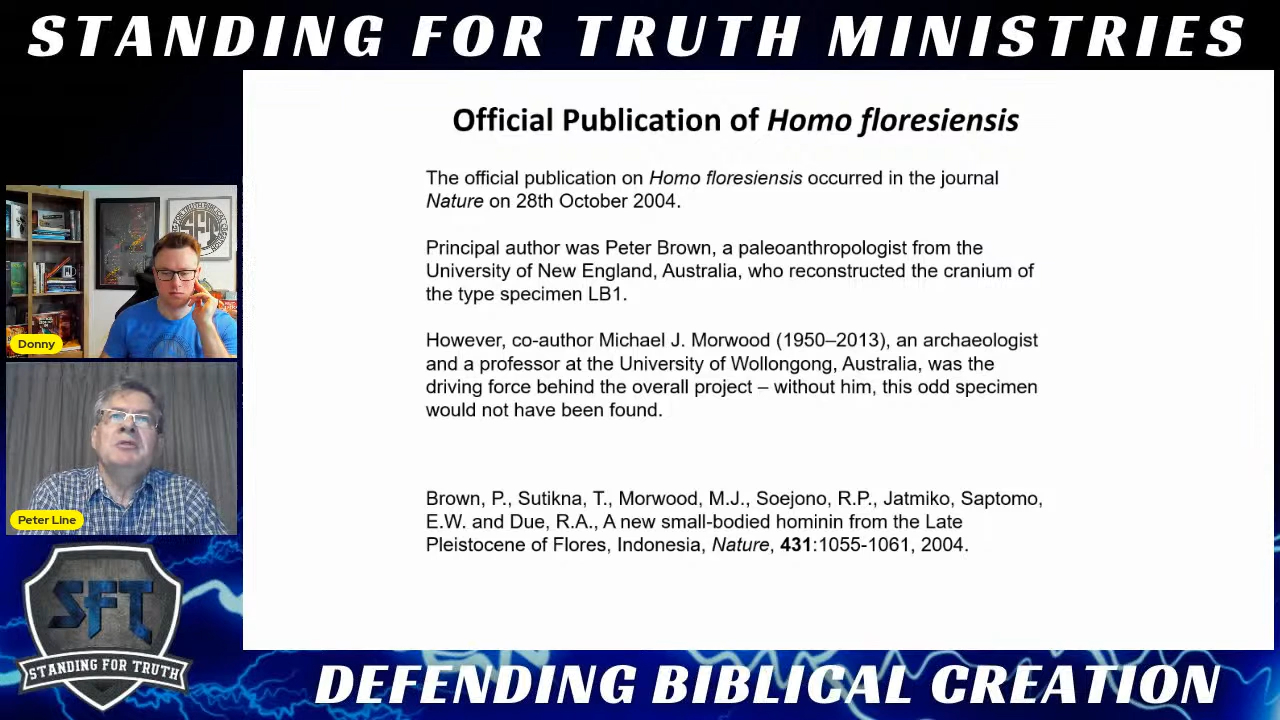 STANDING FOR TRUTH MINISTRIES
Official Publication of Homo floresiensis
The official publication on Homo floresiensis occurred in the journal
Nature on 28th October 2004.
Principal author was Peter Brown, a paleoanthropologist from the
University of New England, Australia, who reconstructed the cranium of
the type specimen LB1.
However, co-author Michael J. Morwood (1950–2013), an archaeologist
and a professor at the University of Wollongong, Australia, was the
driving force behind the overall project – without him, this odd specimen
would not have been found.
Brown, P., Sutikna, T., Morwood, M.J., Soejono, R.P., Jatmiko, Saptomo,
E.W. and Due, R.A., A new small-bodied hominin from the Late
Pleistocene of Flores, Indonesia, Nature, 431:1055-1061, 2004.
SFT
Donny
Peter Line
SFT
STANDING FOR TRUTH
DEFENDING BIBLICAL CREATION